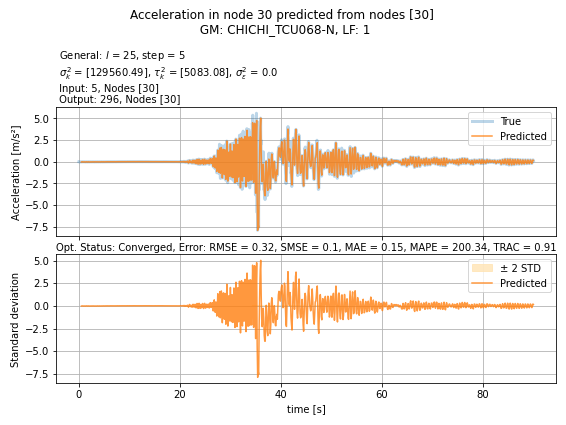 Acceleration in node 30 predicted from nodes [30]
GM: CHICHI_TCU068-N, LF: 1
General: l = 25, step = 5
σ²ₖ = [129560.49], τ²ₖ = [5083.08], σ²ₛ = 0.0
Input: 5, Nodes [30]
Output: 296, Nodes [30]
Acceleration [m/s²]
5.0
2.5
0.0
−2.5
−5.0
−7.5
True
Predicted
Opt. Status: Converged, Error: RMSE = 0.32, SMSE = 0.1, MAE = 0.15, MAPE = 200.34, TRAC = 0.91
Standard deviation
5.0
2.5
0.0
−2.5
−5.0
−7.5
± 2 STD
Predicted
0 20 40 60 80
time [s]